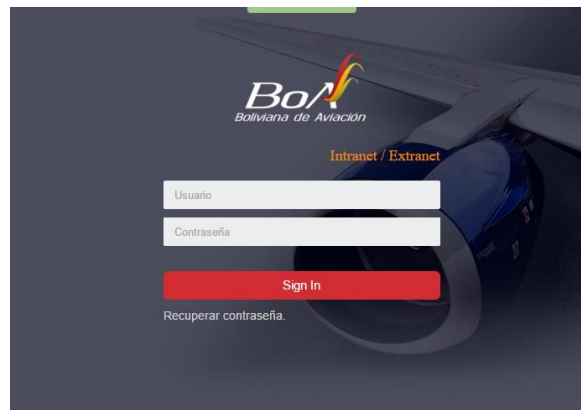 BoA
Boliviana de Aviación
Intranet / Extranet
Usuario
Contraseña
Sign In
Recuperar contraseña.